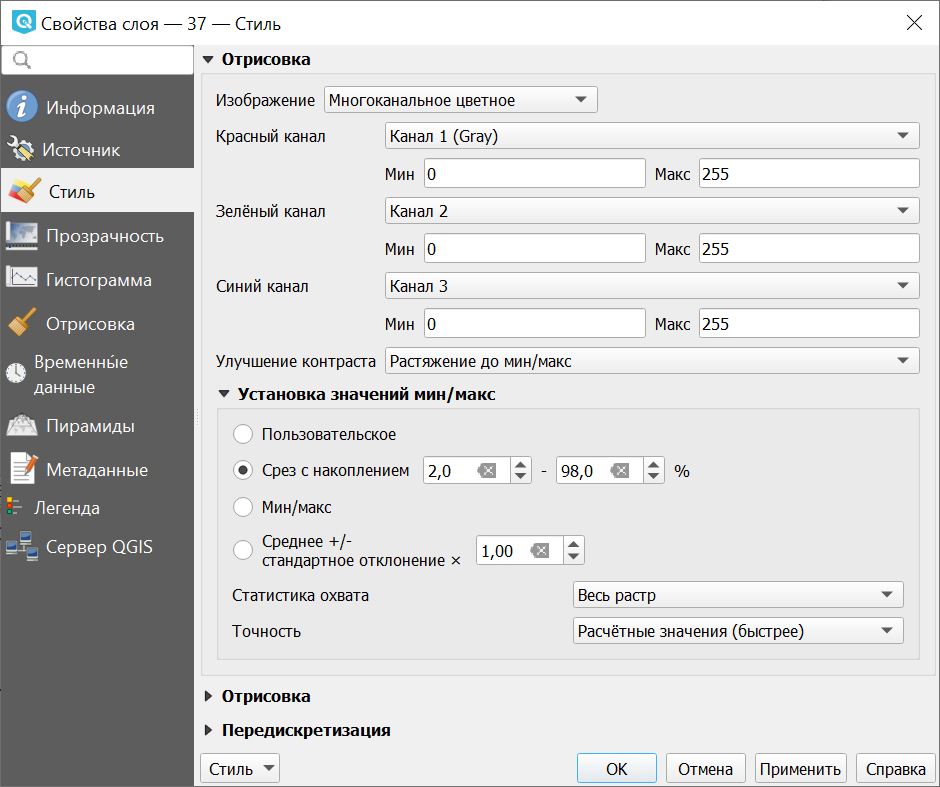 Свойства слоя — 37 — Стиль
Информация
Источник
Стиль
Прозрачность
Гистограмма
Отрисовка
Временны́е
данные
Пирамиды
Метаданные
Легенда
Сервер QGIS
Отрисовка
Изображение Многоканальное цветное
Красный канал Канал 1 (Gray)
Мин 0 Макс 255
Зелёный канал Канал 2
Мин 0 Макс 255
Синий канал Канал 3
Мин 0 Макс 255
Улучшение контраста Растяжение до мин/макс
Установка значений мин/макс
Пользовательское
Срез с накоплением 2,0 - 98,0 %
Мин/макс
Среднее +/-
стандартное отклонение × 1,00
Статистика охвата Весь растр
Точность Расчётные значения (быстрее)
Отрисовка
Передискретизация
Стиль OK Отмена Применить Справка